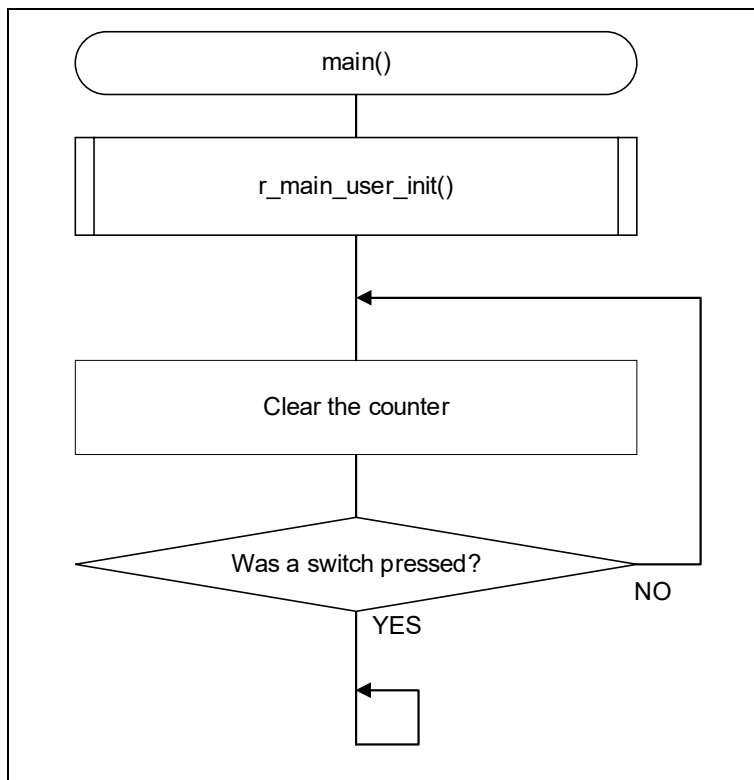 main()
r_main_user_init()
Clear the counter
Was a switch pressed?
NO
YES